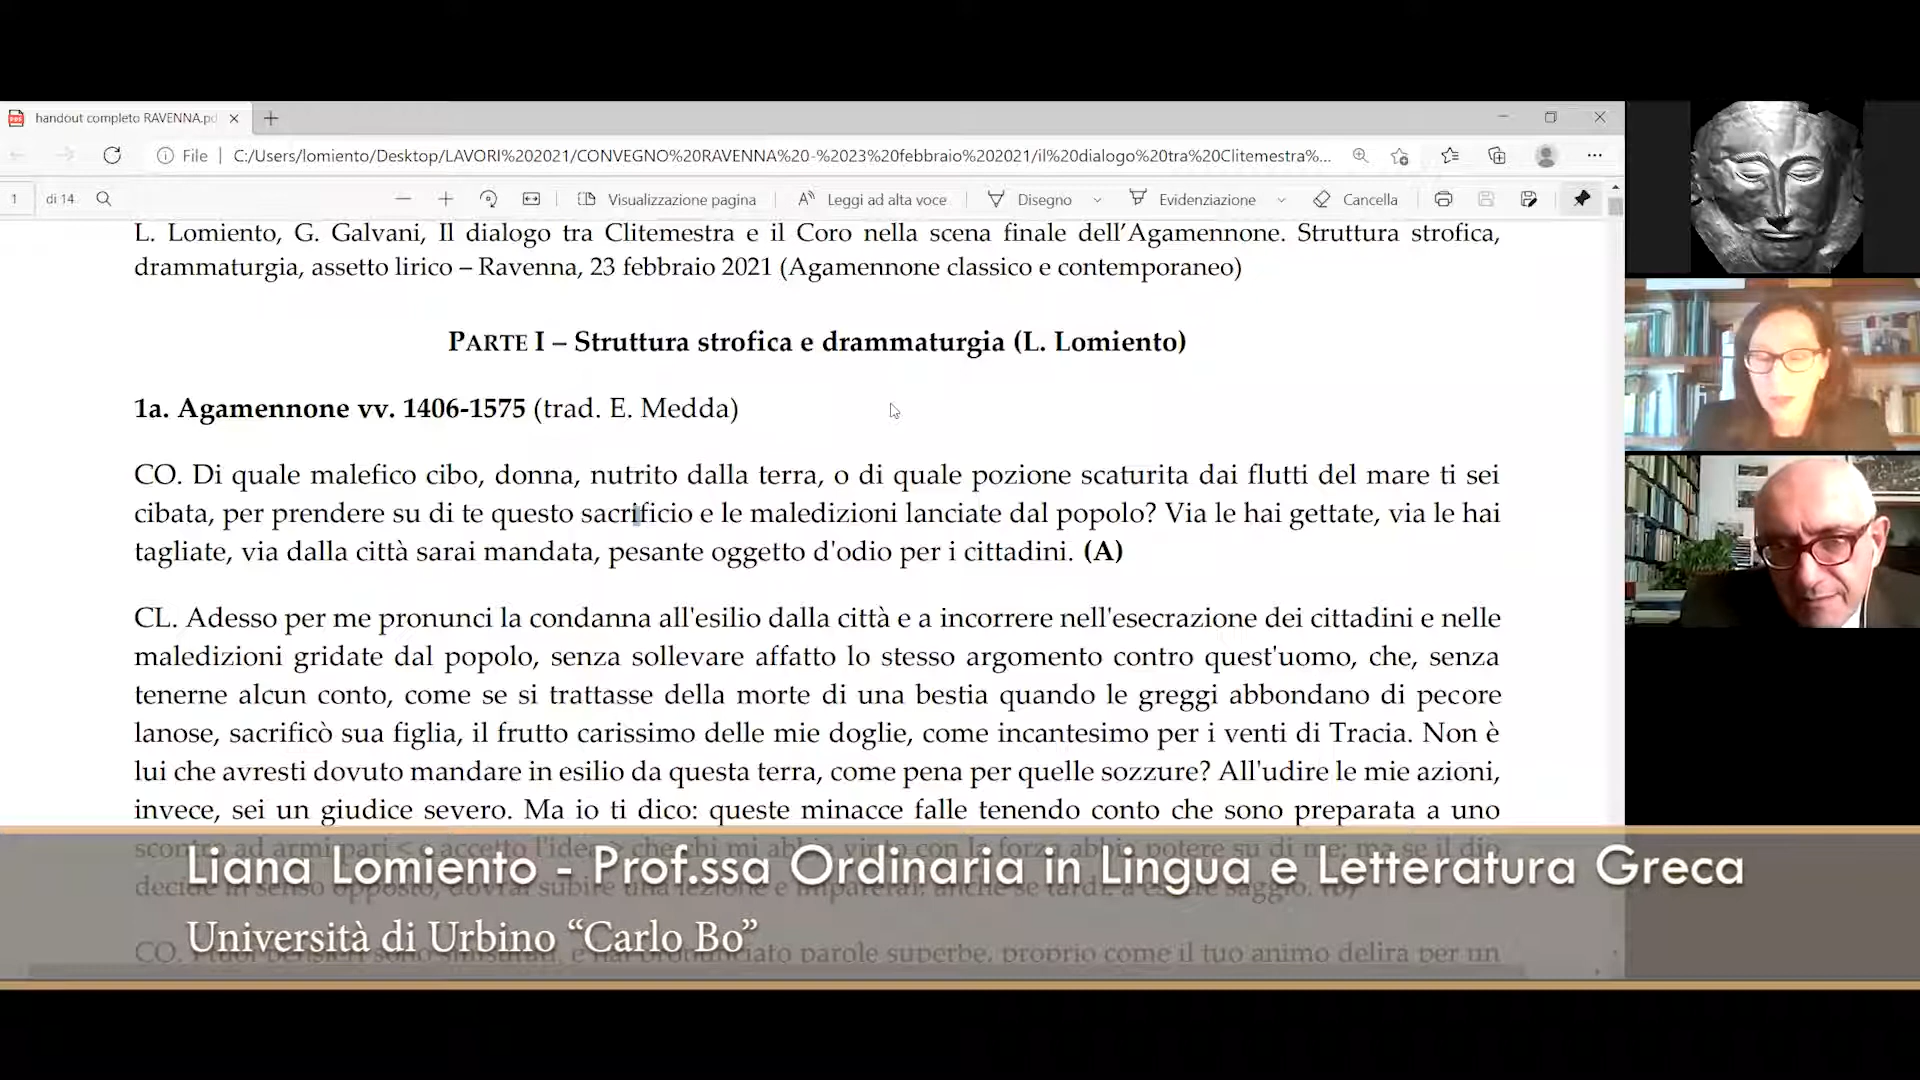 handout completo RAVENNA.pd
File
C:/Users/lomiento/Desktop/LAVORI%202021/CONVEGNO%20RAVENNA%20-%2023%20febbraio%202021/il%20dialogo%20tra%20Clitemestra%...
1 di 14
Visualizzazione pagina
Leggi ad alta voce
Disegno
Evidenziazione
Cancella
L. Lomiento, G. Galvani, Il dialogo tra Clitemestra e il Coro nella scena finale dell'Agamennone. Struttura strofica,
drammaturgia, assetto lirico – Ravenna, 23 febbraio 2021 (Agamennone classico e contemporaneo)
PARTE I – Struttura strofica e drammaturgia (L. Lomiento)
1a. Agamennone vv. 1406-1575 (trad. E. Medda)
CO. Di quale malefico cibo, donna, nutrito dalla terra, o di quale pozione scaturita dai flutti del mare ti sei
cibata, per prendere su di te questo sacrificio e le maledizioni lanciate dal popolo? Via le hai gettate, via le hai
tagliate, via dalla città sarai mandata, pesante oggetto d'odio per i cittadini. (A)
CL. Adesso per me pronunci la condanna all'esilio dalla città e a incorrere nell'esecrazione dei cittadini e nelle
maledizioni gridate dal popolo, senza sollevare affatto lo stesso argomento contro quest'uomo, che, senza
tenerne alcun conto, come se si trattasse della morte di una bestia quando le greggi abbondano di pecore
lanose, sacrificò sua figlia, il frutto carissimo delle mie doglie, come incantesimo per i venti di Tracia. Non è
lui che avresti dovuto mandare in esilio da questa terra, come pena per quelle sozzure? All'udire le mie azioni,
invece, sei un giudice severo. Ma io ti dico: queste minacce falle tenendo conto che sono preparata a uno
Liana Lomiento - Prof.ssa Ordinaria in Lingua e Letteratura Greca
Università di Urbino “Carlo Bo”
CO. parole superbe, proprio come il tuo animo delira per un